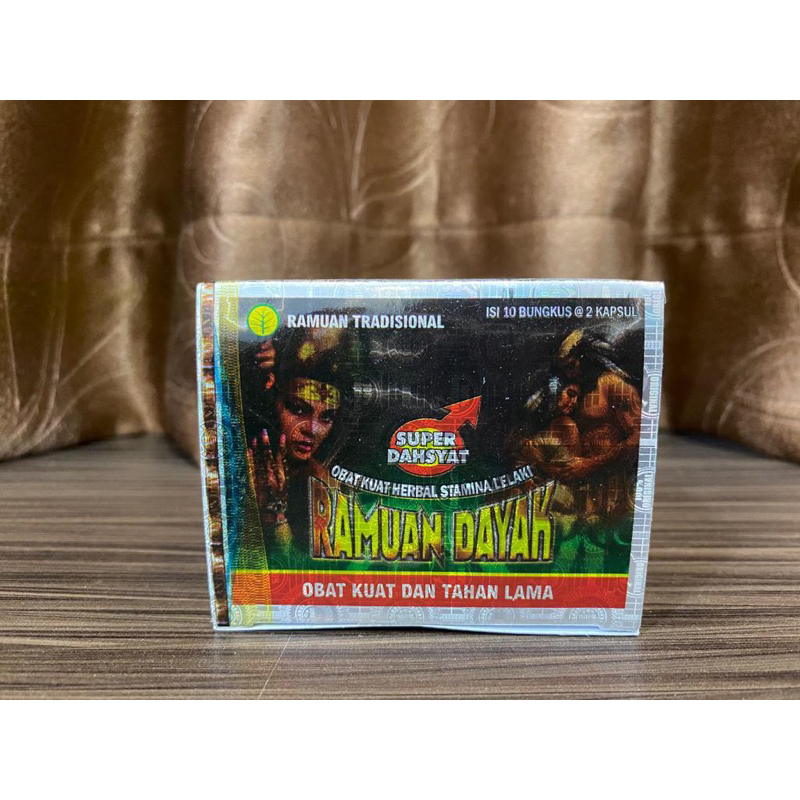 RAMUAN TRADISIONAL
ISI 10 BUNGKUS @ 2 KAPSUL
SUPER
DAHSYAT
OBAT KUAT HERBAL STAMINA LELAKI
RAMUAN DAYAK
OBAT KUAT DAN TAHAN LAMA